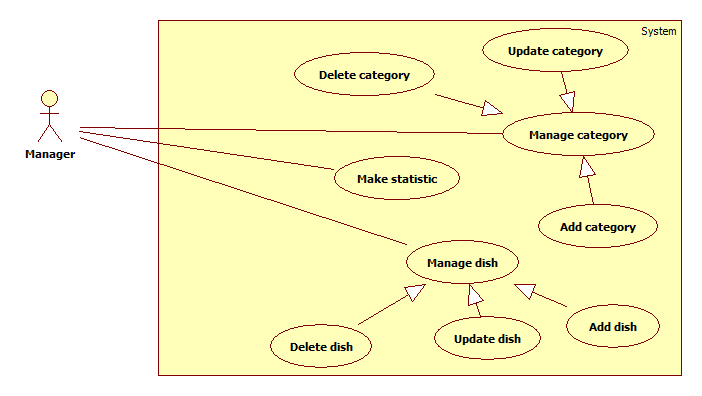 System
Update category
Delete category
Manage category
Manager
Make statistic
Add category
Manage dish
Add dish
Update dish
Delete dish